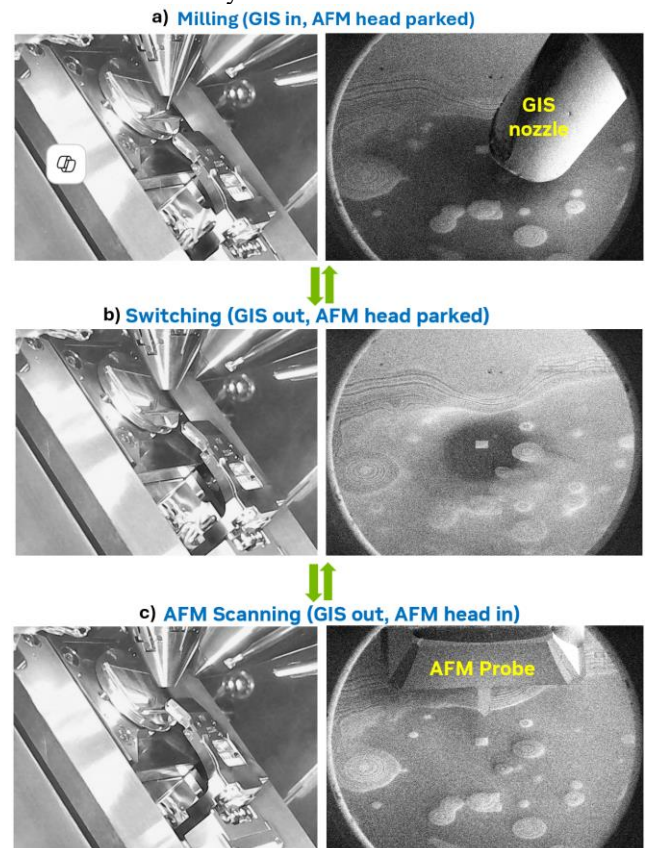 a) Milling (GIS in, AFM head parked)
GIS
nozzle
b) Switching (GIS out, AFM head parked)
c) AFM Scanning (GIS out, AFM head in)
AFM Probe